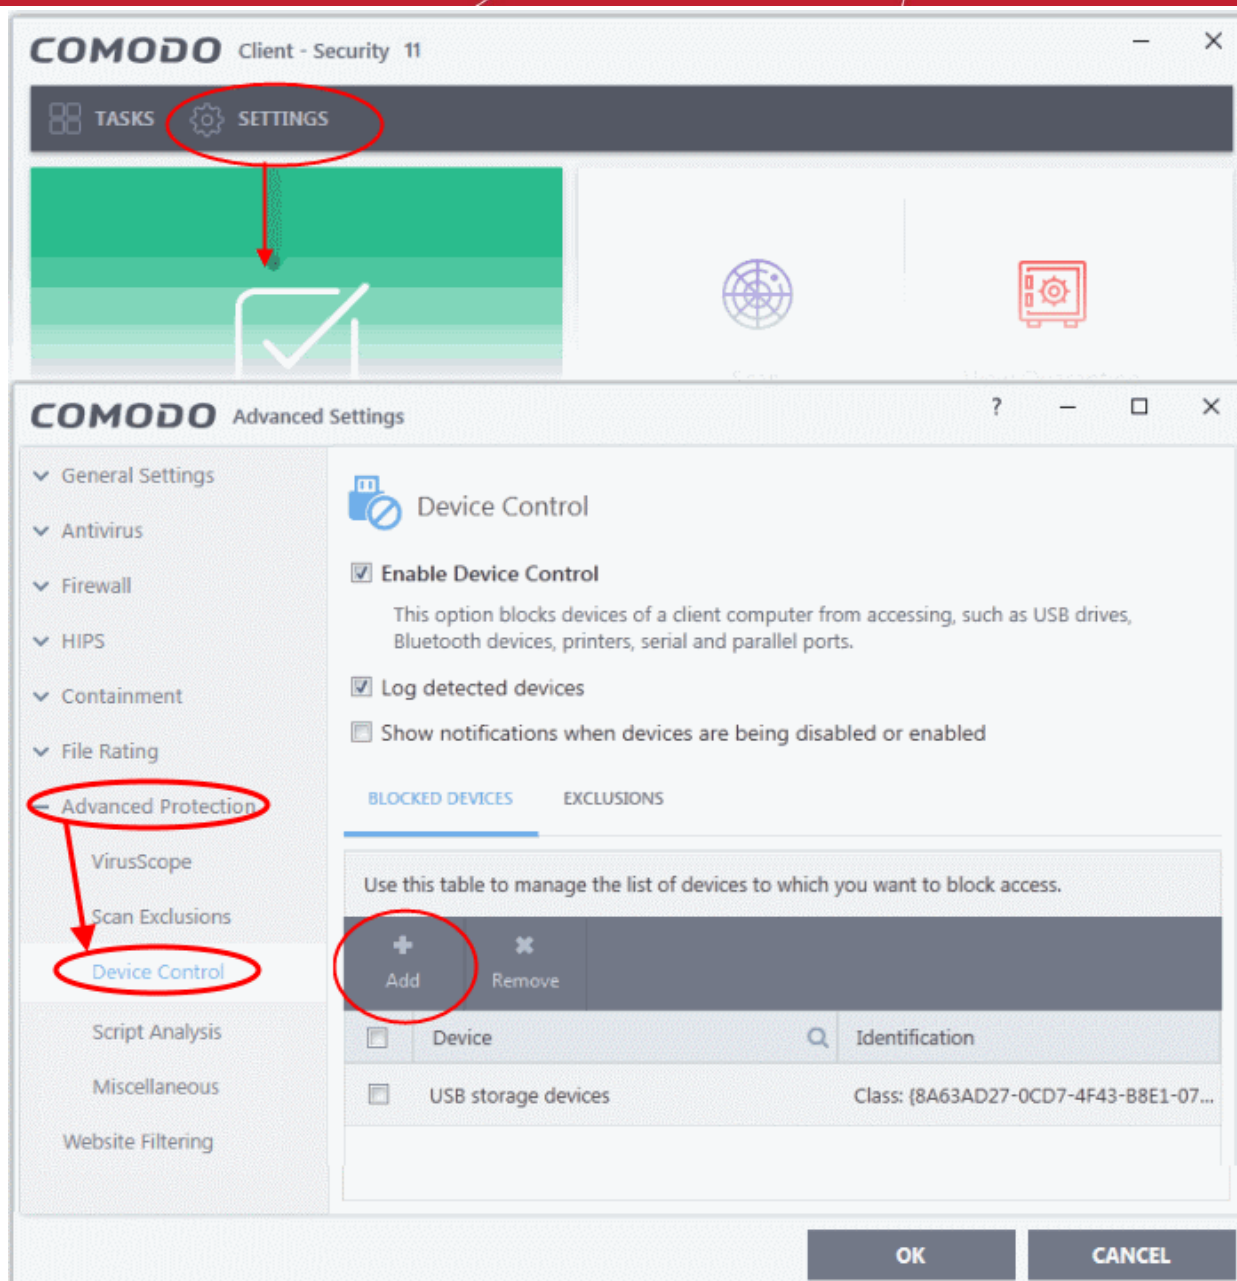 COMODO Client - Security 11
TASKS SETTINGS
COMODO Advanced Settings ?
General Settings
Antivirus
Firewall
HIPS
Containment
File Rating
Advanced Protection
VirusScope
Scan Exclusions
Device Control
Script Analysis
Miscellaneous
Website Filtering
Device Control
Enable Device Control
This option blocks devices of a client computer from accessing, such as USB drives,
Bluetooth devices, printers, serial and parallel ports.
Log detected devices
Show notifications when devices are being disabled or enabled
BLOCKED DEVICES EXCLUSIONS
Use this table to manage the list of devices to which you want to block access.
Add Remove
Device Identification
USB storage devices Class: {8A63AD27-0CD7-4F43-B8E1-07...
OK CANCEL